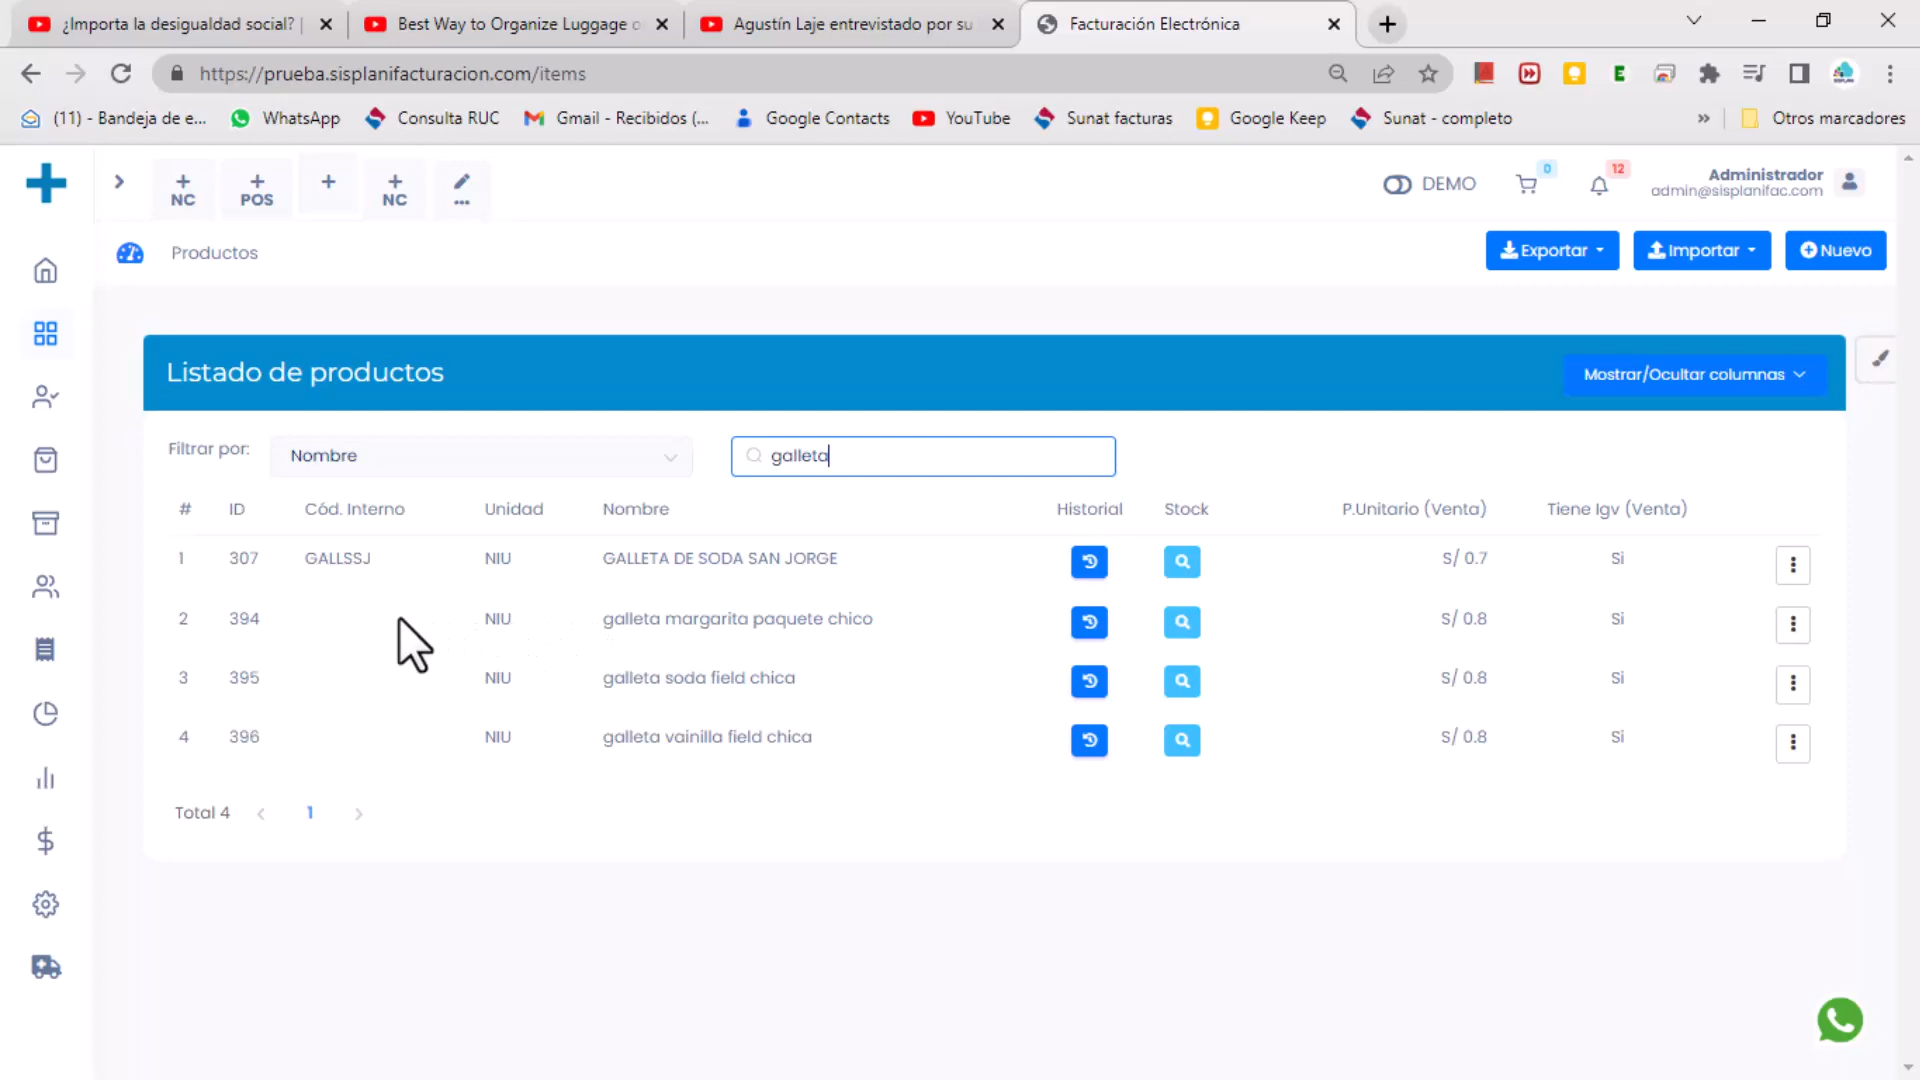 ¿Importa la desigualdad social? |
Best Way to Organize Luggage o
Agustín Laje entrevistado por su
Facturación Electrónica
https://prueba.sisplanifacturacion.com/items
(11) - Bandeja de e...
WhatsApp
Consulta RUC
Gmail - Recibidos (...
Google Contacts
YouTube
Sunat facturas
Google Keep
Sunat - completo
»
Otros marcadores
+ NC
+ POS
+
+ NC
...
DEMO
0
12
Administrador
admin@sisplanifac.com
Productos
Exportar
Importar
Nuevo
Listado de productos
Mostrar/Ocultar columnas
Filtrar por:
Nombre
galleta
# ID Cód. Interno Unidad Nombre Historial Stock P.Unitario (Venta) Tiene Igv (Venta)
1 307 GALLSSJ NIU GALLETA DE SODA SAN JORGE S/ 0.7 Si
2 394 NIU galleta margarita paquete chico S/ 0.8 Si
3 395 NIU galleta soda field chica S/ 0.8 Si
4 396 NIU galleta vainilla field chica S/ 0.8 Si
Total 4 < 1 >